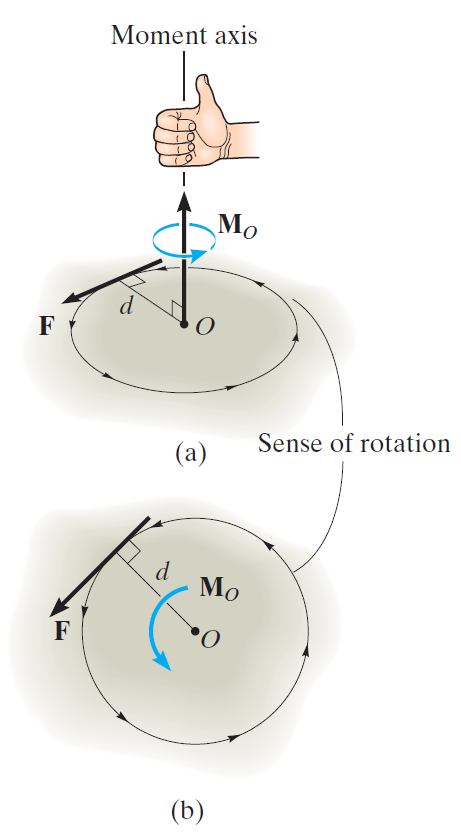 Moment axis
M_O
F
d
O
Sense of rotation
(a)
d
M_O
F
O
(b)